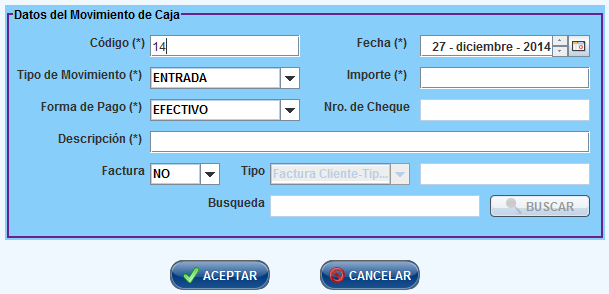 Datos del Movimiento de Caja
Código (*) 14 Fecha (*) 27 - diciembre - 2014
Tipo de Movimiento (*) ENTRADA Importe (*)
Forma de Pago (*) EFECTIVO Nro. de Cheque
Descripción (*)
Factura NO Tipo Factura Cliente-Tip...
Busqueda BUSCAR
ACEPTAR CANCELAR